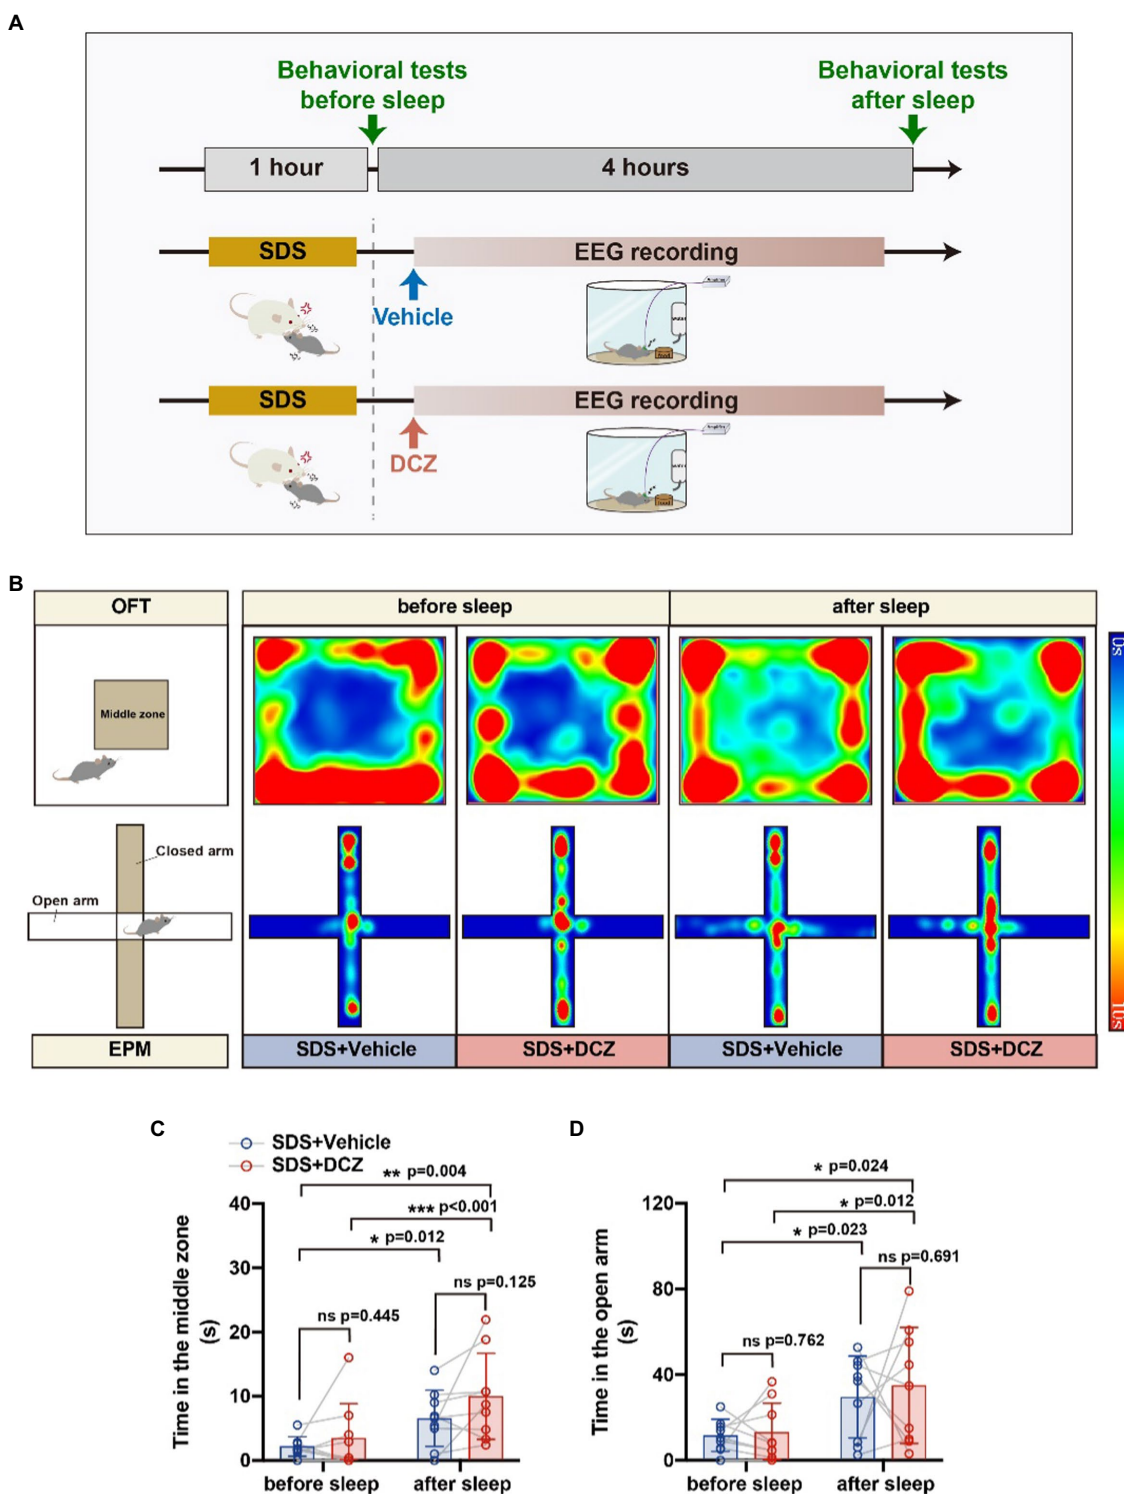 A
Behavioral tests
before sleep
Behavioral tests
after sleep
1 hour
4 hours
SDS
EEG recording
Vehicle
water
food
SDS
EEG recording
DCZ
water
food
B
OFT
before sleep
after sleep
Middle zone
0s
Closed arm
Open arm
10s
EPM
SDS+Vehicle
SDS+DCZ
SDS+Vehicle
SDS+DCZ
C
SDS+Vehicle
SDS+DCZ
** p=0.004
*** p<0.001
* p=0.012
ns p=0.125
ns p=0.445
Time in the middle zone
(s)
40
30
20
10
0
before sleep
after sleep
D
* p=0.024
* p=0.012
* p=0.023
ns p=0.691
ns p=0.762
Time in the open arm
(s)
120
80
40
0
before sleep
after sleep